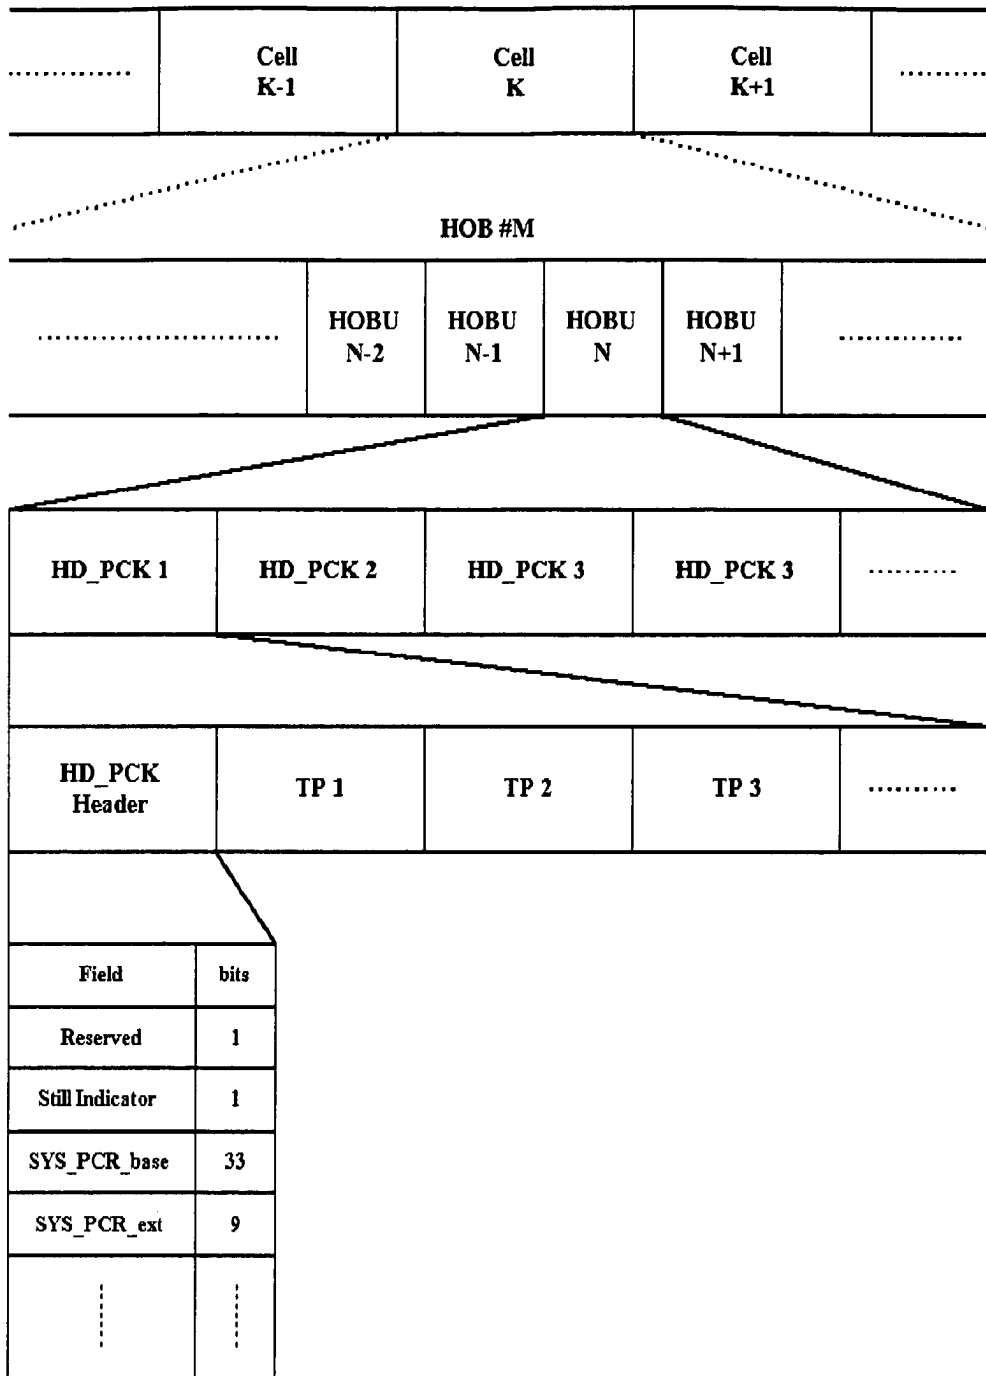 Cell K-1
Cell K
Cell K+1
HOB #M
HOBU N-2
HOBU N-1
HOBU N
HOBU N+1
HD_PCK 1
HD_PCK 2
HD_PCK 3
HD_PCK 3
HD_PCK Header
TP 1
TP 2
TP 3
Field bits
Reserved 1
Still Indicator 1
SYS_PCR_base 33
SYS_PCR_ext 9